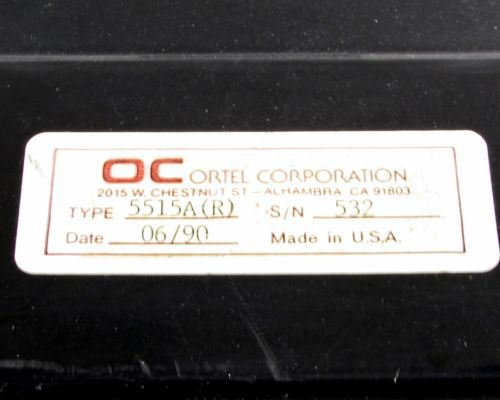 OC ORTEL CORPORATION
2015 W. CHESTNUT ST. – ALHAMBRA, CA 91803
TYPE 5515A(R) S/N 532
Date 06/90 Made in U.S.A.